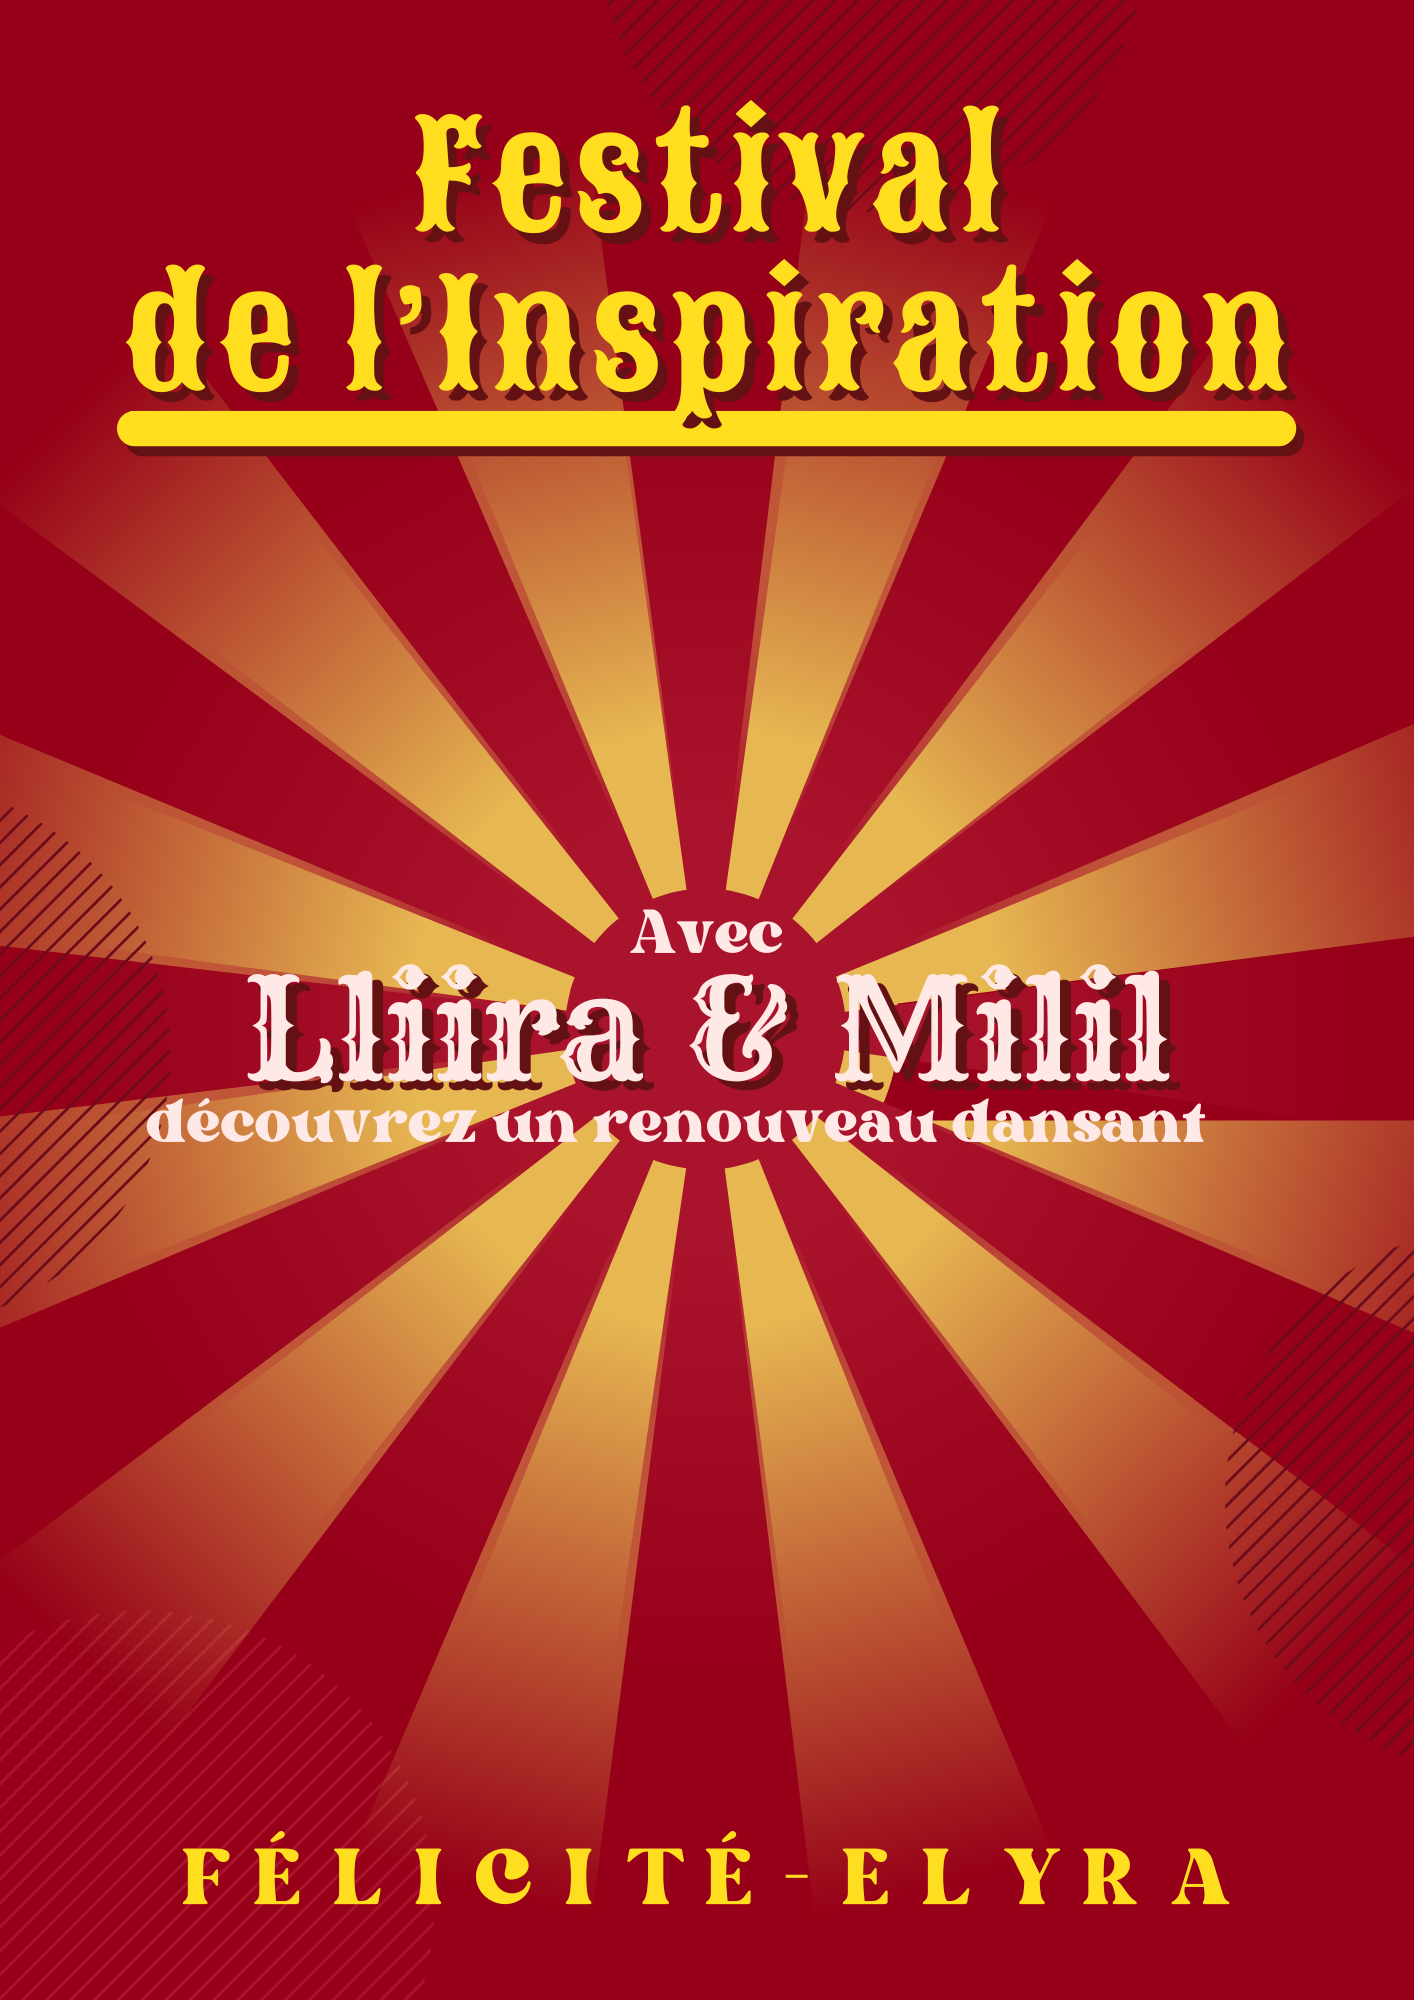 Festival
de l'Inspiration
Avec
Lliira & Milil
découvrez un renouveau dansant
FÉLICITÉ-ELYRA